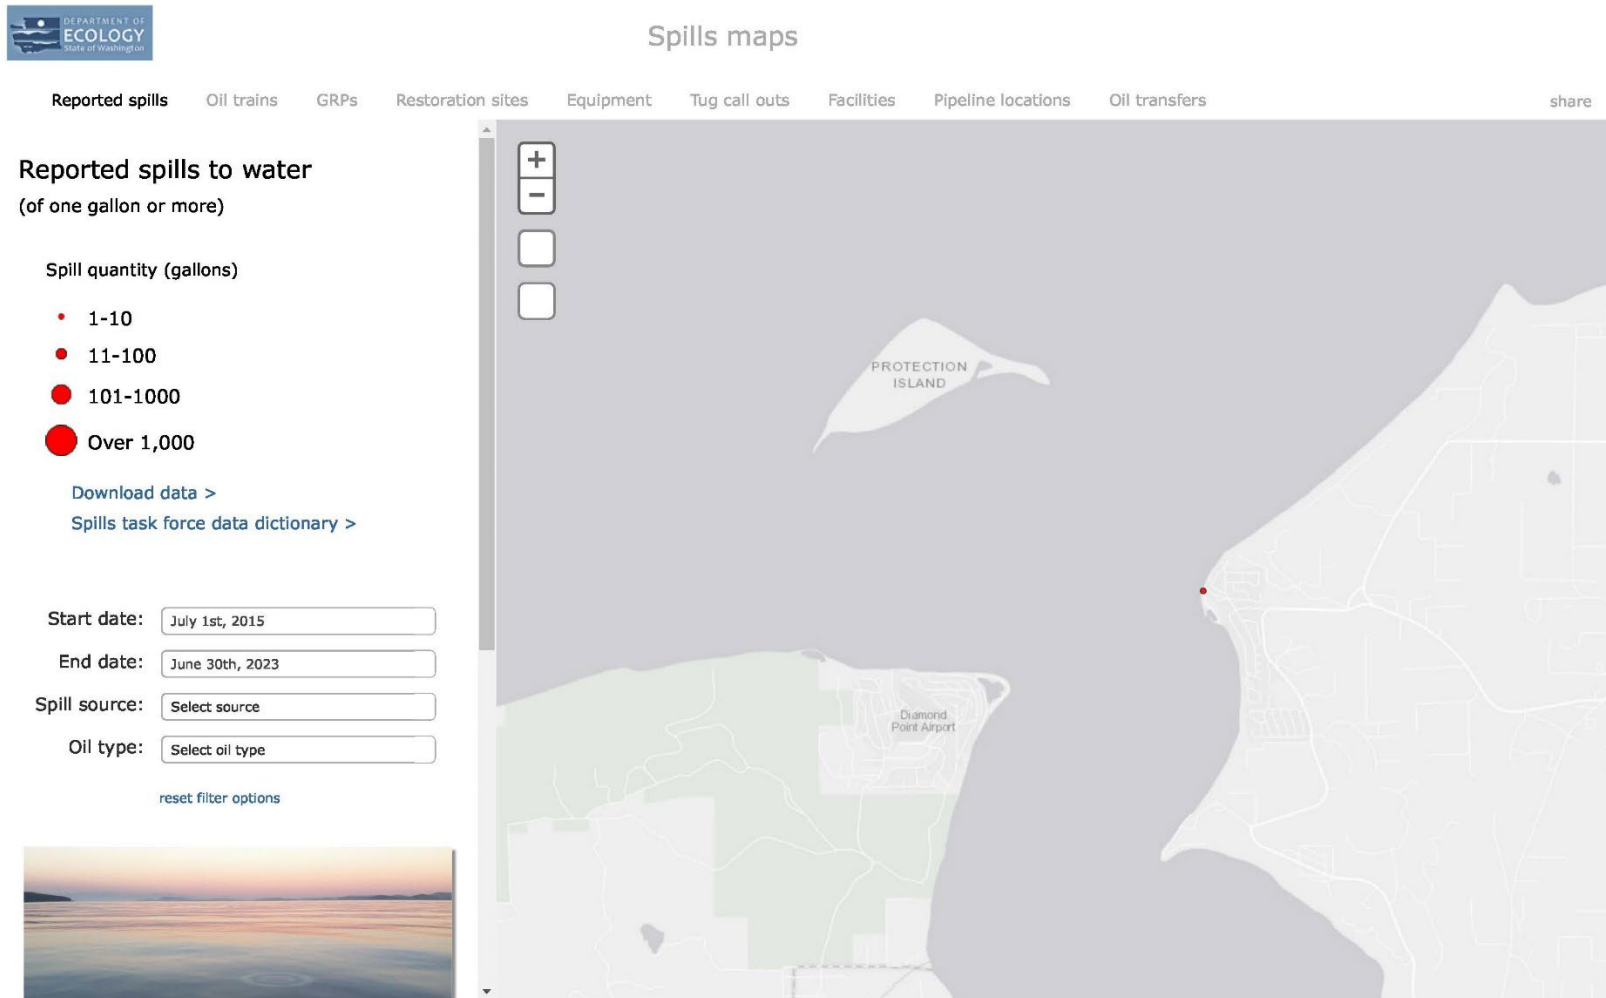 DEPARTMENT OF
ECOLOGY
State of Washington
Spills maps
Reported spills
Oil trains
GRPs
Restoration sites
Equipment
Tug call outs
Facilities
Pipeline locations
Oil transfers
share
Reported spills to water
(of one gallon or more)
Spill quantity (gallons)
1-10
11-100
101-1000
Over 1,000
Download data >
Spills task force data dictionary >
Start date: July 1st, 2015
End date: June 30th, 2023
Spill source: Select source
Oil type: Select oil type
reset filter options
+
−
PROTECTION
ISLAND
Diamond
Point Airport